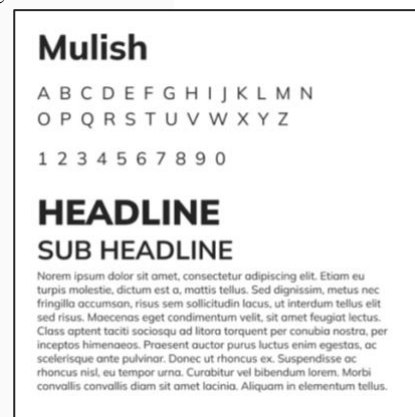 Mulish
A B C D E F G H I J K L M N
O P Q R S T U V W X Y Z
1 2 3 4 5 6 7 8 9 0
HEADLINE
SUB HEADLINE
Norem ipsum dolor sit amet, consectetur adipiscing elit. Etiam eu
turpis molestie, dictum est a, mattis tellus. Sed dignissim, metus nec
fringilla accumsan, risus sem sollicitudin lacus, ut interdum tellus elit
sed risus. Maecenas eget condimentum velit, sit amet feugiat lectus.
Class aptent taciti sociosqu ad litora torquent per conubia nostra, per
inceptos himenaeos. Praesent auctor purus luctus enim egestas, ac
scelerisque ante pulvinar. Donec ut rhoncus ex. Suspendisse ac
rhoncus nisl, eu tempor urna. Curabitur vel bibendum lorem. Morbi
convallis convallis diam sit amet lacinia. Aliquam in elementum tellus.